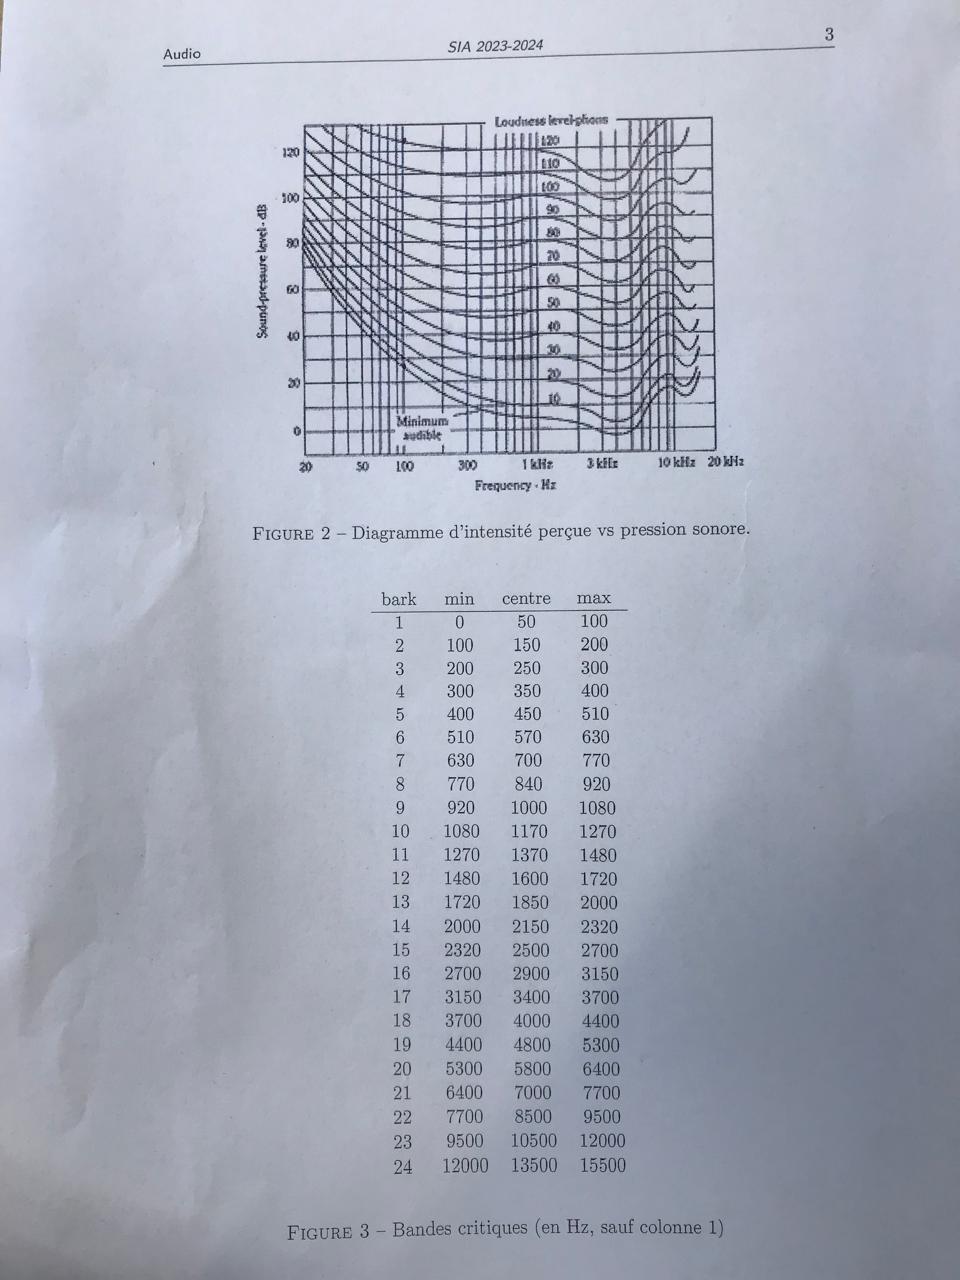 Audio SIA 2023-2024 3
Loudness level-phons
120
110
100
90
80
70
60
50
40
30
20
10
120
100
80
60
40
20
0
Sound-pressure level - dB
Minimum
audible
20 50 100 300 1 kHz 3 kHz 10 kHz 20 kHz
Frequency - Hz
FIGURE 2 – Diagramme d'intensité perçue vs pression sonore.
bark min centre max
1 0 50 100
2 100 150 200
3 200 250 300
4 300 350 400
5 400 450 510
6 510 570 630
7 630 700 770
8 770 840 920
9 920 1000 1080
10 1080 1170 1270
11 1270 1370 1480
12 1480 1600 1720
13 1720 1850 2000
14 2000 2150 2320
15 2320 2500 2700
16 2700 2900 3150
17 3150 3400 3700
18 3700 4000 4400
19 4400 4800 5300
20 5300 5800 6400
21 6400 7000 7700
22 7700 8500 9500
23 9500 10500 12000
24 12000 13500 15500
FIGURE 3 – Bandes critiques (en Hz, sauf colonne 1)